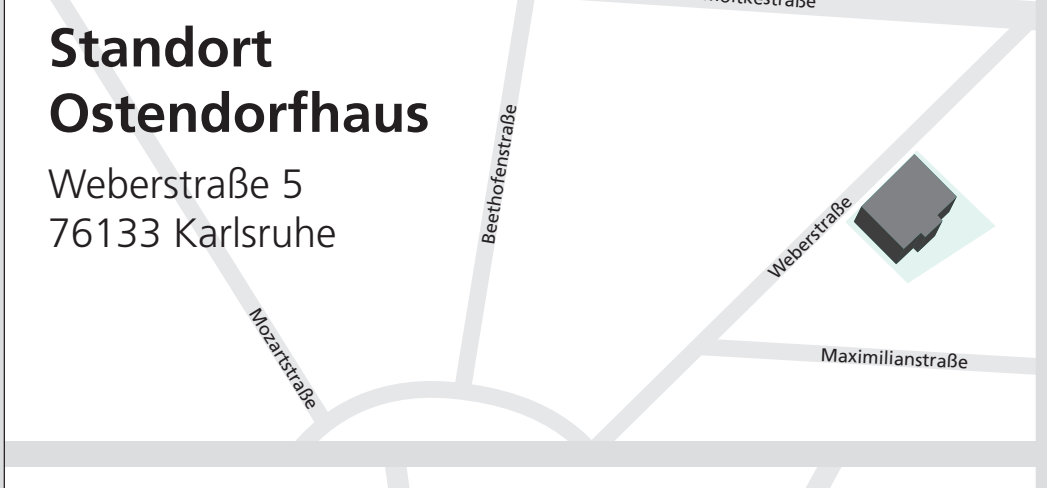 Standort
Ostendorfhaus
Weberstraße 5
76133 Karlsruhe
Beethofenstraße
Weberstraße
Mozartstraße
Maximilianstraße